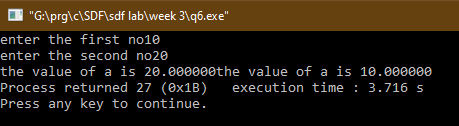 "G:\prg\c\SDF\sdf lab\week 3\q6.exe"
enter the first no10
enter the second no20
the value of a is 20.000000the value of a is 10.000000
Process returned 27 (0x1B)   execution time : 3.716 s
Press any key to continue.